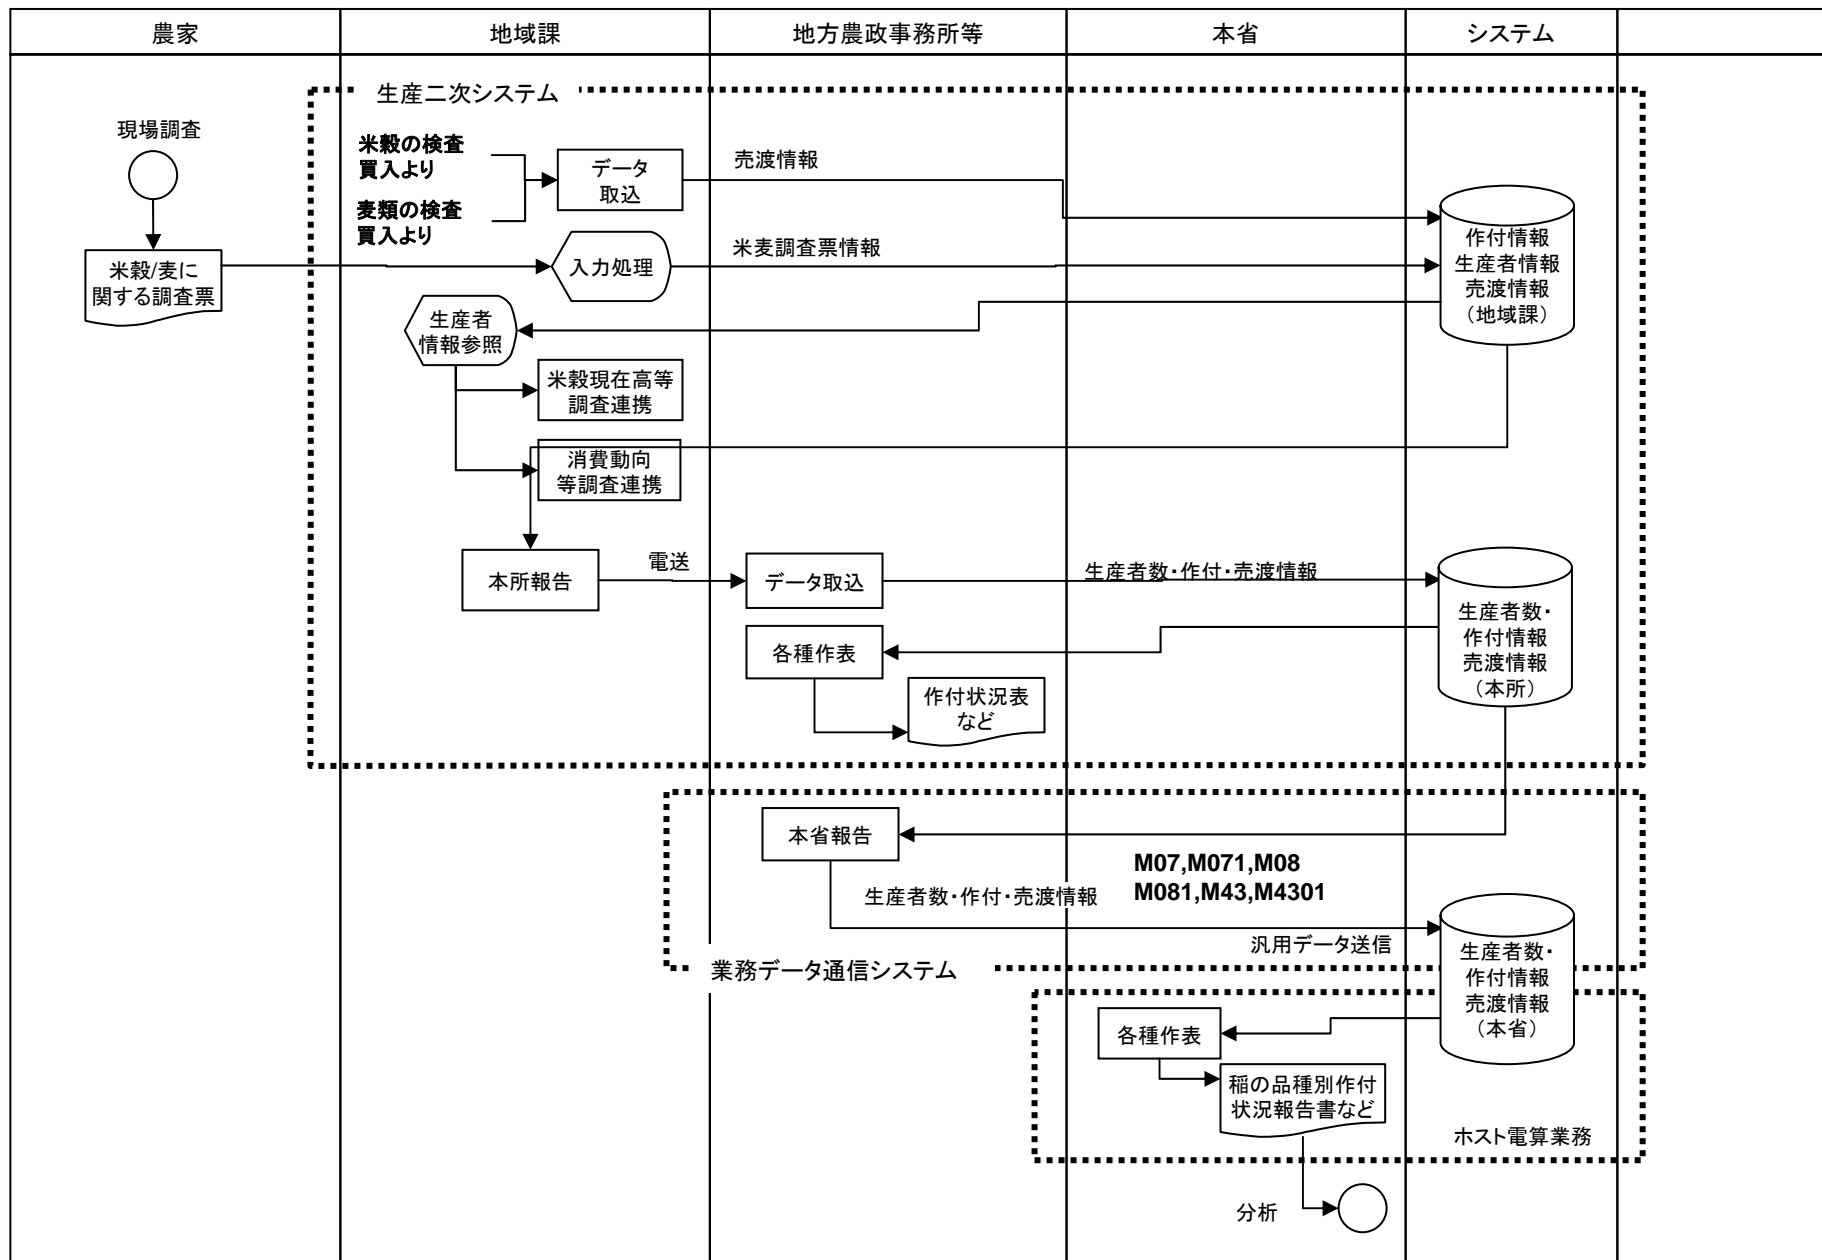 農家
地域課
地方農政事務所等
本省
システム
生産二次システム
現場調査
米穀の検査
買入より
麦類の検査
買入より
データ
取込
売渡情報
米穀/麦に
関する調査票
入力処理
米麦調査票情報
作付情報
生産者情報
売渡情報
（地域課）
生産者
情報参照
米穀現在高等
調査連携
消費動向
等調査連携
本所報告
電送
データ取込
生産者数・作付・売渡情報
生産者数・
作付情報
売渡情報
（本所）
各種作表
作付状況表
など
本省報告
生産者数・作付・売渡情報
M07,M071,M08
M081,M43,M4301
汎用データ送信
業務データ通信システム
生産者数・
作付情報
売渡情報
（本省）
各種作表
稲の品種別作付
状況報告書など
ホスト電算業務
分析